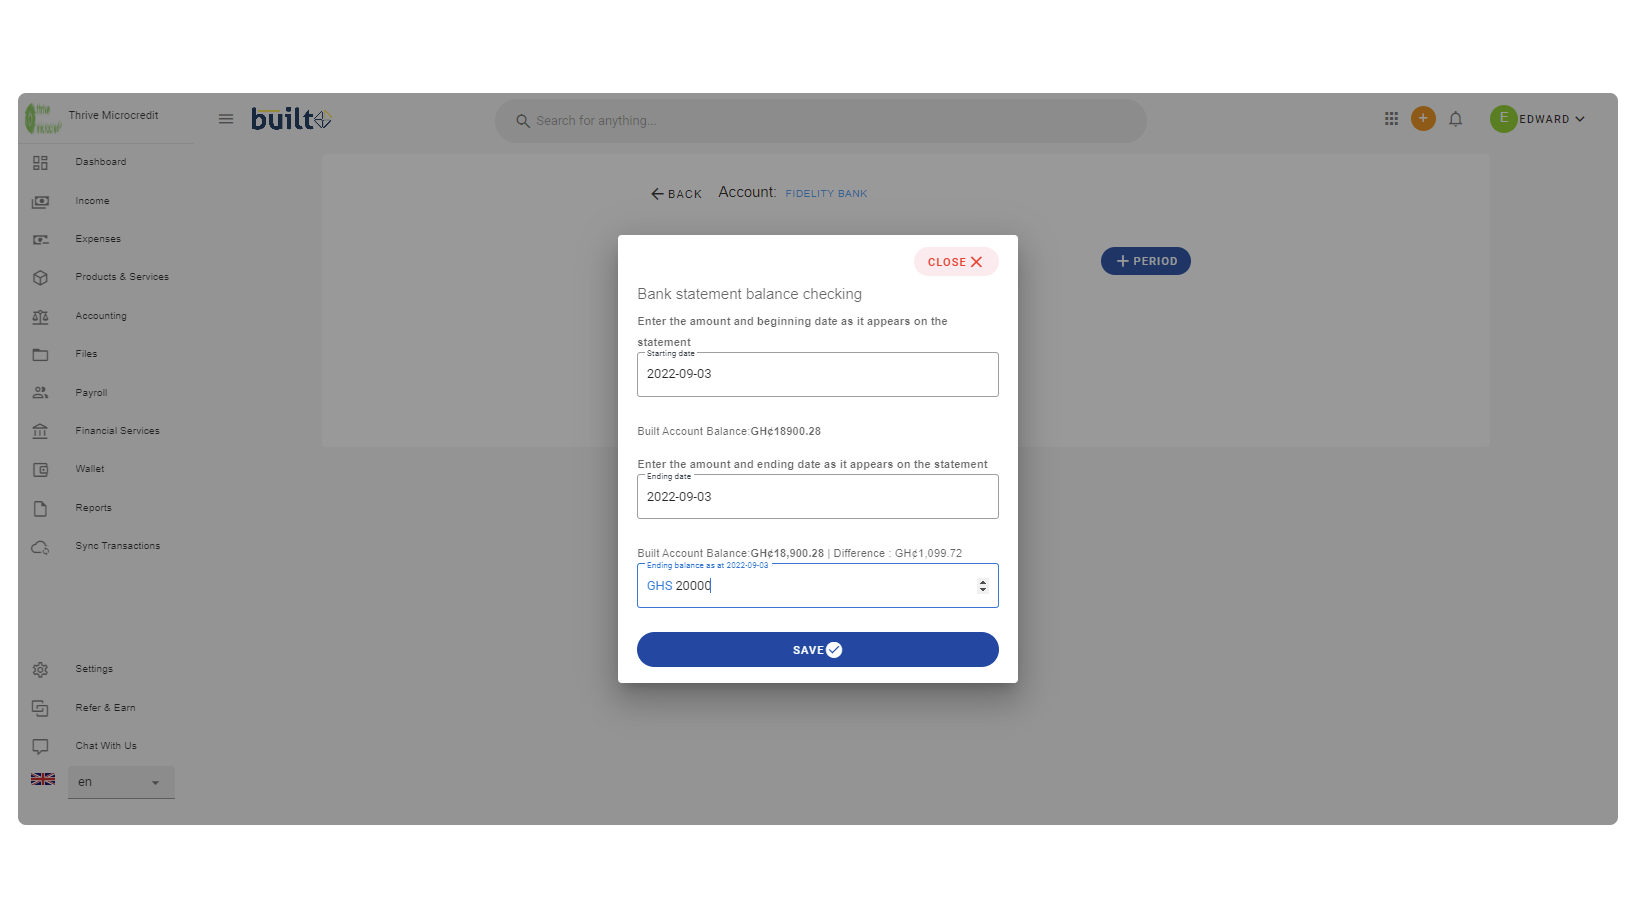 Thrive Microcredit
built
Search for anything...
+
E
EDWARD
Dashboard
Income
Expenses
Products & Services
Accounting
Files
Payroll
Financial Services
Wallet
Reports
Sync Transactions
Settings
Refer & Earn
Chat With Us
en
BACK Account: FIDELITY BANK
+ PERIOD
CLOSE X
Bank statement balance checking
Enter the amount and beginning date as it appears on the
statement
Starting date
2022-09-03
Built Account Balance:GH¢18900.28
Enter the amount and ending date as it appears on the statement
Ending date
2022-09-03
Built Account Balance:GH¢18,900.28 | Difference : GH¢1,099.72
Ending balance as at 2022-09-03
GHS 20000
SAVE